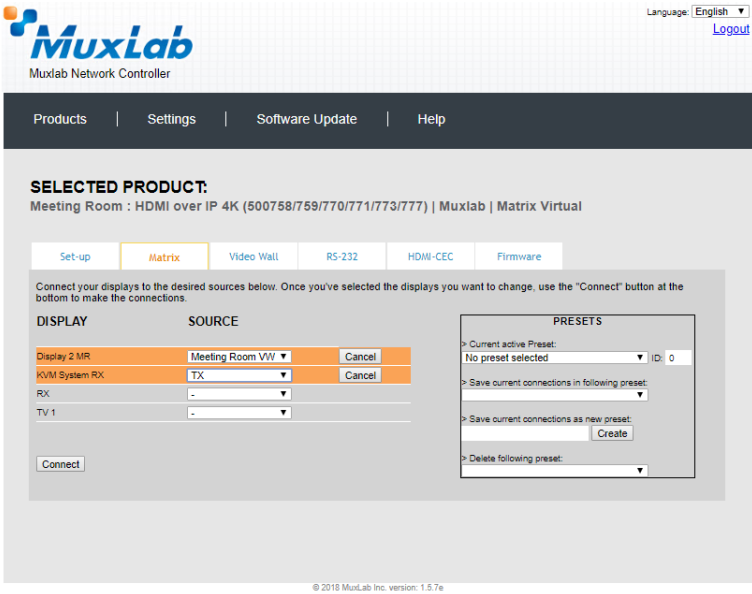 Language: English
Logout
MuxLab
Muxlab Network Controller
Products | Settings | Software Update | Help
SELECTED PRODUCT:
Meeting Room : HDMI over IP 4K (500758/759/770/771/773/777) | Muxlab | Matrix Virtual
Set-up Matrix Video Wall RS-232 HDMI-CEC Firmware
Connect your displays to the desired sources below. Once you've selected the displays you want to change, use the "Connect" button at the
bottom to make the connections.
DISPLAY SOURCE
Display 2 MR Meeting Room VW Cancel
KVM System RX TX Cancel
RX -
TV 1 -
Connect
PRESETS
> Current active Preset:
No preset selected ID: 0
> Save current connections in following preset:
> Save current connections as new preset:
Create
> Delete following preset:
© 2018 MuxLab Inc. version: 1.5.7e